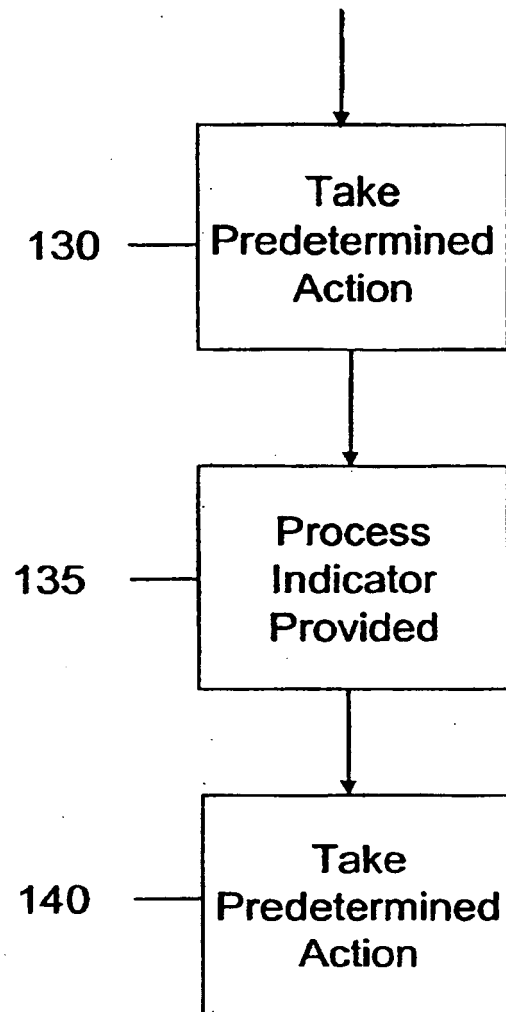 130
Take
Predetermined
Action
135
Process
Indicator
Provided
140
Take
Predetermined
Action